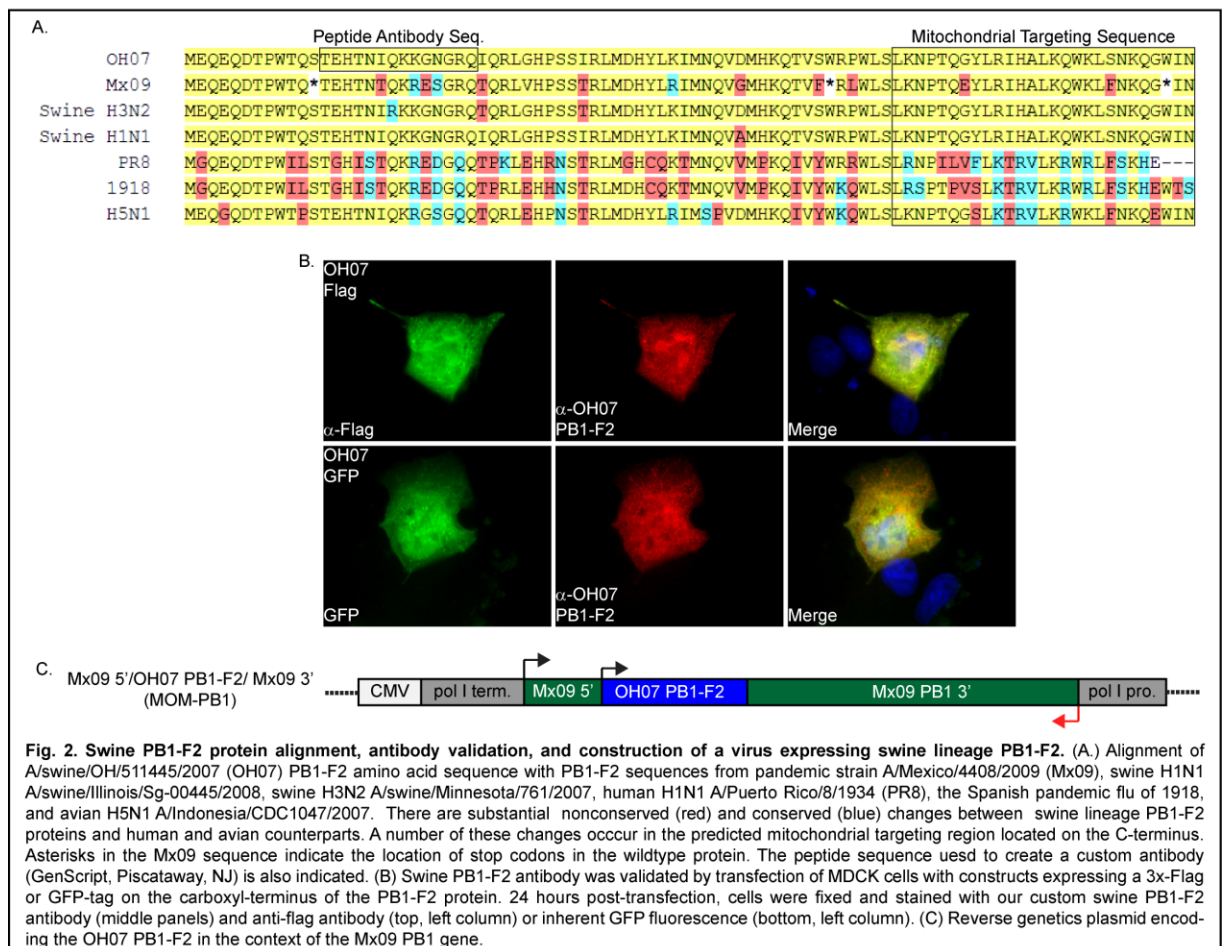 A.
Peptide Antibody Seq. Mitochondrial Targeting Sequence
OH07 MEQEQDTPWTQSTEHTNIQKKGNGRQIQRLGHPSSIRLMDHYLKIMNQVDMHKQTVSWRPWLSLKNPTQGYLRIHALKQWKLSNKQGWIN
Mx09 MEQEQDTPWTQ*TEHTNTQKRESGRQTQRLVHPSSTRLMDHYLRIMNQVGMHKQTVF*RLWLSLKNPTQEYLRIHALKQWKLFNKQG*IN
Swine H3N2 MEQEQDTPWTQSTEHTNIRKKGNGRQTQRLGHPSSTRLMDHYLKIMNQVDMHKQTVSWRPWLSLKNPTQGYLRIHALKQWKLSNKQGWIN
Swine H1N1 MEQEQDTPWTQSTEHTNIQKKGNGRQIQRLGHPSSIRLMDHYLKIMNQVAMHKQTVSWRPWLSLKNPTQGYLRIHALKQWKLSNKQGWIN
PR8 MGQEQDTPWILSTGHISTQKREDGQQTPKLEHRNSTRLMGHCQKTMNQVVMPKQIVYWRRWLSLRNPILVFLKTRVLKRWRLFSKHE---
1918 MGQEQDTPWILSTGHISTQKREDGQQTPRLEHHNSTRLMDHCQKTMNQVVMPKQIVYWKQWLSLRSPTPVSLKTRVLKRWRLFSKHEWTS
H5N1 MEQGQDTPWTPSTEHTNIQKRGSGQQTQRLEHPNSTRLMDHYLRIMSPVDMHKQIVYWKQWLSLKNPTQGSLKTRVLKRWKLFNKQEWIN
B.
OH07
Flag
α-Flag
α-OH07
PB1-F2
Merge
OH07
GFP
GFP
α-OH07
PB1-F2
Merge
C.
Mx09 5'/OH07 PB1-F2/ Mx09 3'
(MOM-PB1)
CMV pol I term. Mx09 5' OH07 PB1-F2 Mx09 PB1 3' pol I pro.
Fig. 2. Swine PB1-F2 protein alignment, antibody validation, and construction of a virus expressing swine lineage PB1-F2. (A.) Alignment of
A/swine/OH/511445/2007 (OH07) PB1-F2 amino acid sequence with PB1-F2 sequences from pandemic strain A/Mexico/4408/2009 (Mx09), swine H1N1
A/swine/Illinois/Sg-00445/2008, swine H3N2 A/swine/Minnesota/761/2007, human H1N1 A/Puerto Rico/8/1934 (PR8), the Spanish pandemic flu of 1918,
and avian H5N1 A/Indonesia/CDC1047/2007. There are substantial nonconserved (red) and conserved (blue) changes between swine lineage PB1-F2
proteins and human and avian counterparts. A number of these changes occcur in the predicted mitochondrial targeting region located on the C-terminus.
Asterisks in the Mx09 sequence indicate the location of stop codons in the wildtype protein. The peptide sequence uesd to create a custom antibody
(GenScript, Piscataway, NJ) is also indicated. (B) Swine PB1-F2 antibody was validated by transfection of MDCK cells with constructs expressing a 3x-Flag
or GFP-tag on the carboxyl-terminus of the PB1-F2 protein. 24 hours post-transfection, cells were fixed and stained with our custom swine PB1-F2
antibody (middle panels) and anti-flag antibody (top, left column) or inherent GFP fluorescence (bottom, left column). (C) Reverse genetics plasmid encod-
ing the OH07 PB1-F2 in the context of the Mx09 PB1 gene.